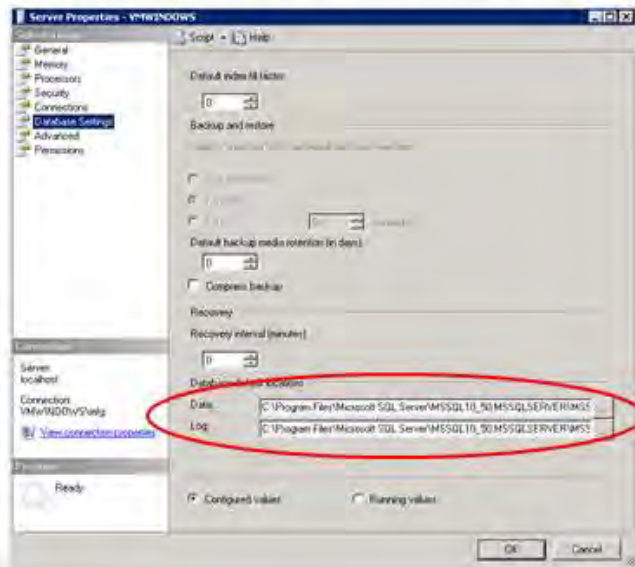 Server Properties - VMWINDOWS
Script
Help
General
Memory
Processors
Security
Connections
Database Settings
Advanced
Permissions
Default index fill factor
0
Backup and restore
Default backup media retention (in days)
0
Compress backup
Recovery
Recovery interval (minutes)
0
Database default locations
Data: C:\Program Files\Microsoft SQL Server\MSSQL10_50.MSSQLSERVER\MSS
Log: C:\Program Files\Microsoft SQL Server\MSSQL10_50.MSSQLSERVER\MSS
Connection
Server:
localhost
Connection:
View connection properties
Progress
Ready
Configured values
Running values
OK
Cancel